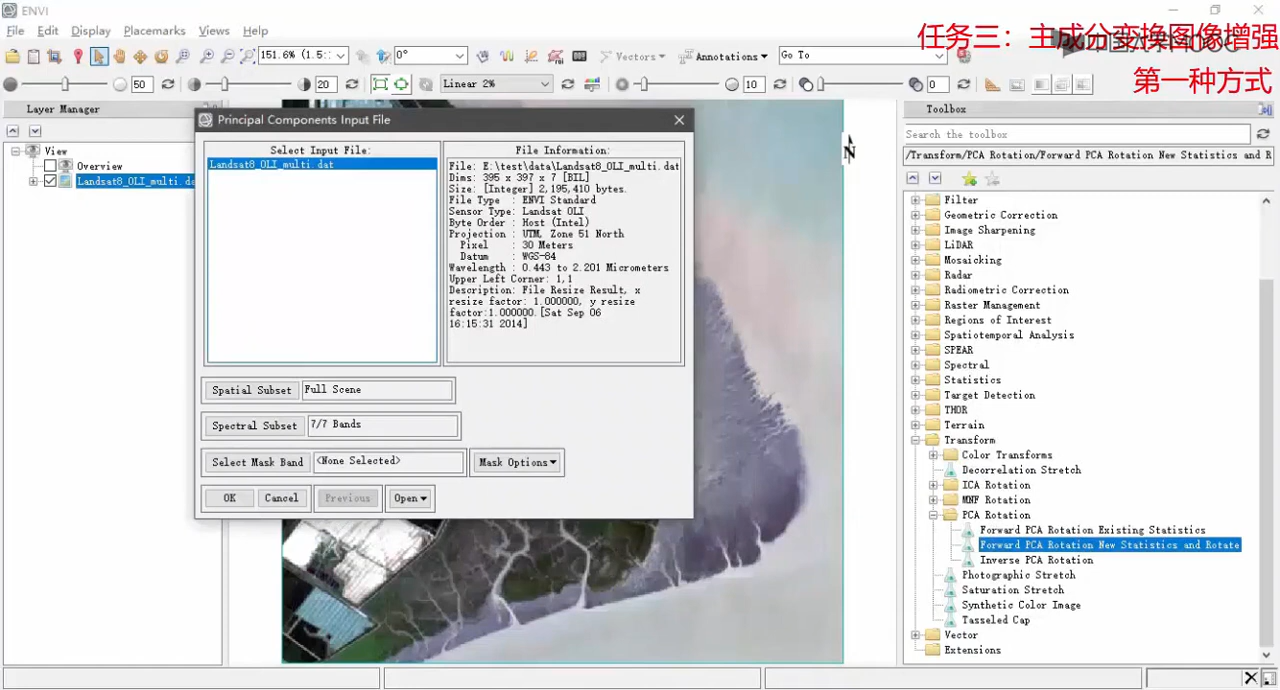 ENVI
File Edit Display Placemarks Views Help
任务三：主成分变换图像增强
第一种方式
151.6% (1.5: 0° Vectors Annotations Go To
50 20 Linear 2% 10 0
Layer Manager
View
Overview
Landsat8_OLI_multi.da
Principal Components Input File
Select Input File:
Landsat8_OLI_multi.dat
File Information:
File: E:\test\data\Landsat8_OLI_multi.dat
Dims: 395 x 397 x 7 [BIL]
Size: [Integer] 2,195,410 bytes.
File Type : ENVI Standard
Sensor Type: Landsat OLI
Byte Order : Host (Intel)
Projection : UTM, Zone 51 North
Pixel : 30 Meters
Datum : WGS-84
Wavelength : 0.443 to 2.201 Micrometers
Upper Left Corner: 1,1
Description: File Resize Result, x
resize factor: 1.000000, y resize
factor:1.000000.[Sat Sep 06
16:15:31 2014]
Spatial Subset Full Scene
Spectral Subset 7/7 Bands
Select Mask Band <None Selected> Mask Options
OK Cancel Previous Open
N
Toolbox
Search the toolbox
/Transform/PCA Rotation/Forward PCA Rotation New Statistics and R
Filter
Geometric Correction
Image Sharpening
LiDAR
Mosaicking
Radar
Radiometric Correction
Raster Management
Regions of Interest
Spatiotemporal Analysis
SPEAR
Spectral
Statistics
Target Detection
THOR
Terrain
Transform
Color Transforms
Decorrelation Stretch
ICA Rotation
MNF Rotation
PCA Rotation
Forward PCA Rotation Existing Statistics
Forward PCA Rotation New Statistics and Rotate
Inverse PCA Rotation
Photographic Stretch
Saturation Stretch
Synthetic Color Image
Tasseled Cap
Vector
Extensions